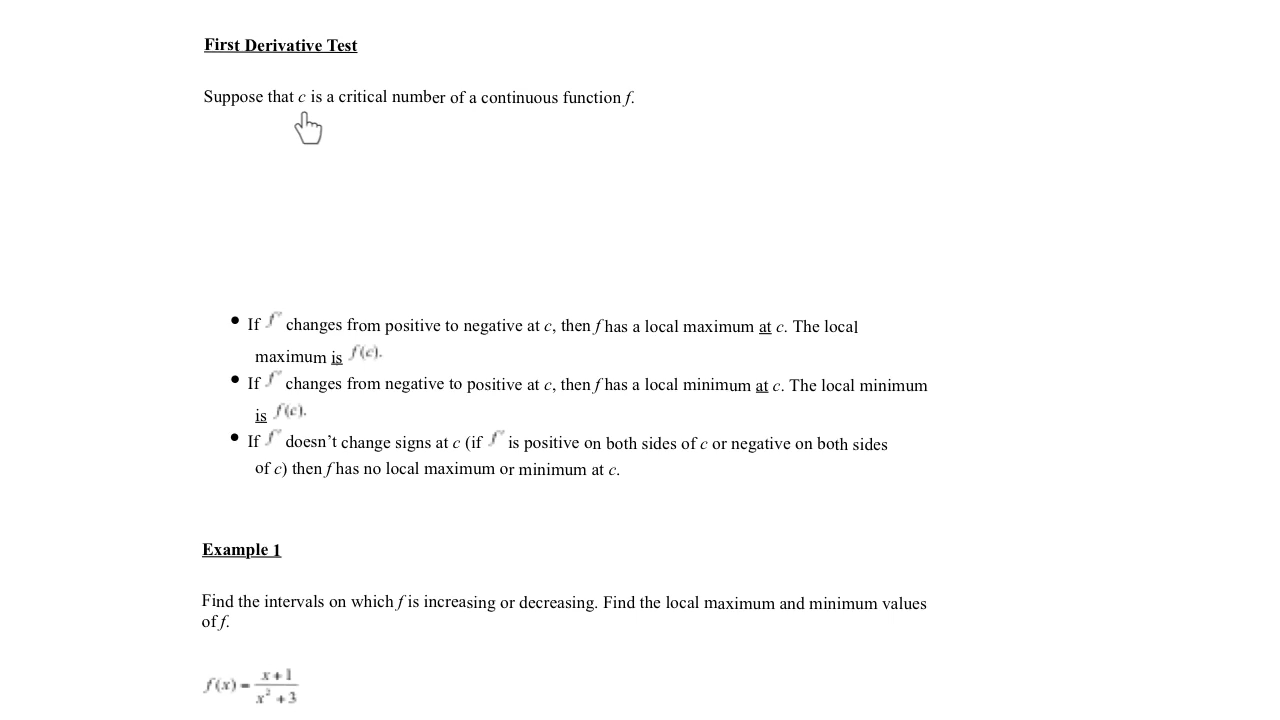 First Derivative Test
Suppose that c is a critical number of a continuous function f.
• If f′ changes from positive to negative at c, then f has a local maximum at c. The local
maximum is f(c).
• If f′ changes from negative to positive at c, then f has a local minimum at c. The local minimum
is f(c).
• If f′ doesn’t change signs at c (if f′ is positive on both sides of c or negative on both sides
of c) then f has no local maximum or minimum at c.
Example 1
Find the intervals on which f is increasing or decreasing. Find the local maximum and minimum values
of f.
f(x) = (x + 1)/(x² + 3)